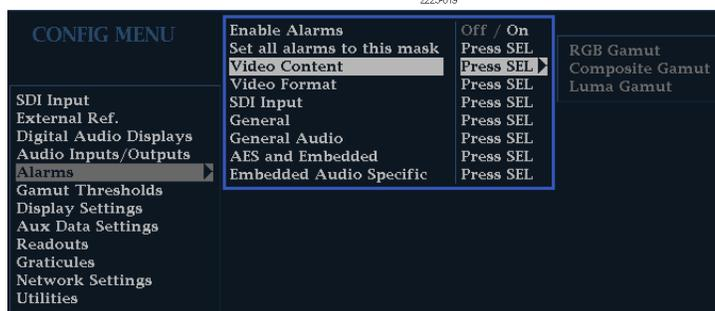 2225-019
CONFIG MENU
SDI Input
External Ref.
Digital Audio Displays
Audio Inputs/Outputs
Alarms
Gamut Thresholds
Display Settings
Aux Data Settings
Readouts
Graticules
Network Settings
Utilities
Enable Alarms Off / On
Set all alarms to this mask Press SEL
Video Content Press SEL
Video Format Press SEL
SDI Input Press SEL
General Press SEL
General Audio Press SEL
AES and Embedded Press SEL
Embedded Audio Specific Press SEL
RGB Gamut
Composite Gamut
Luma Gamut